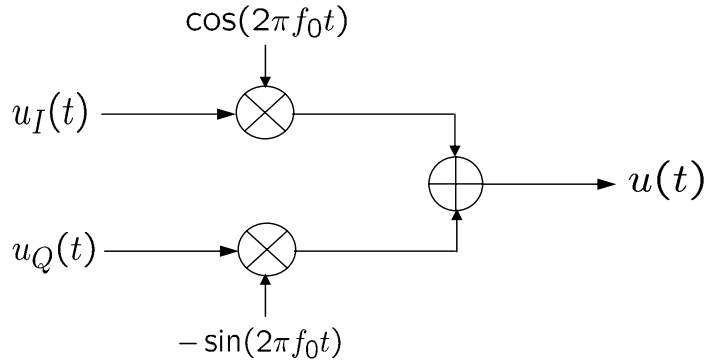 cos(2πf₀t)
u_I(t)
u(t)
u_Q(t)
− sin(2πf₀t)